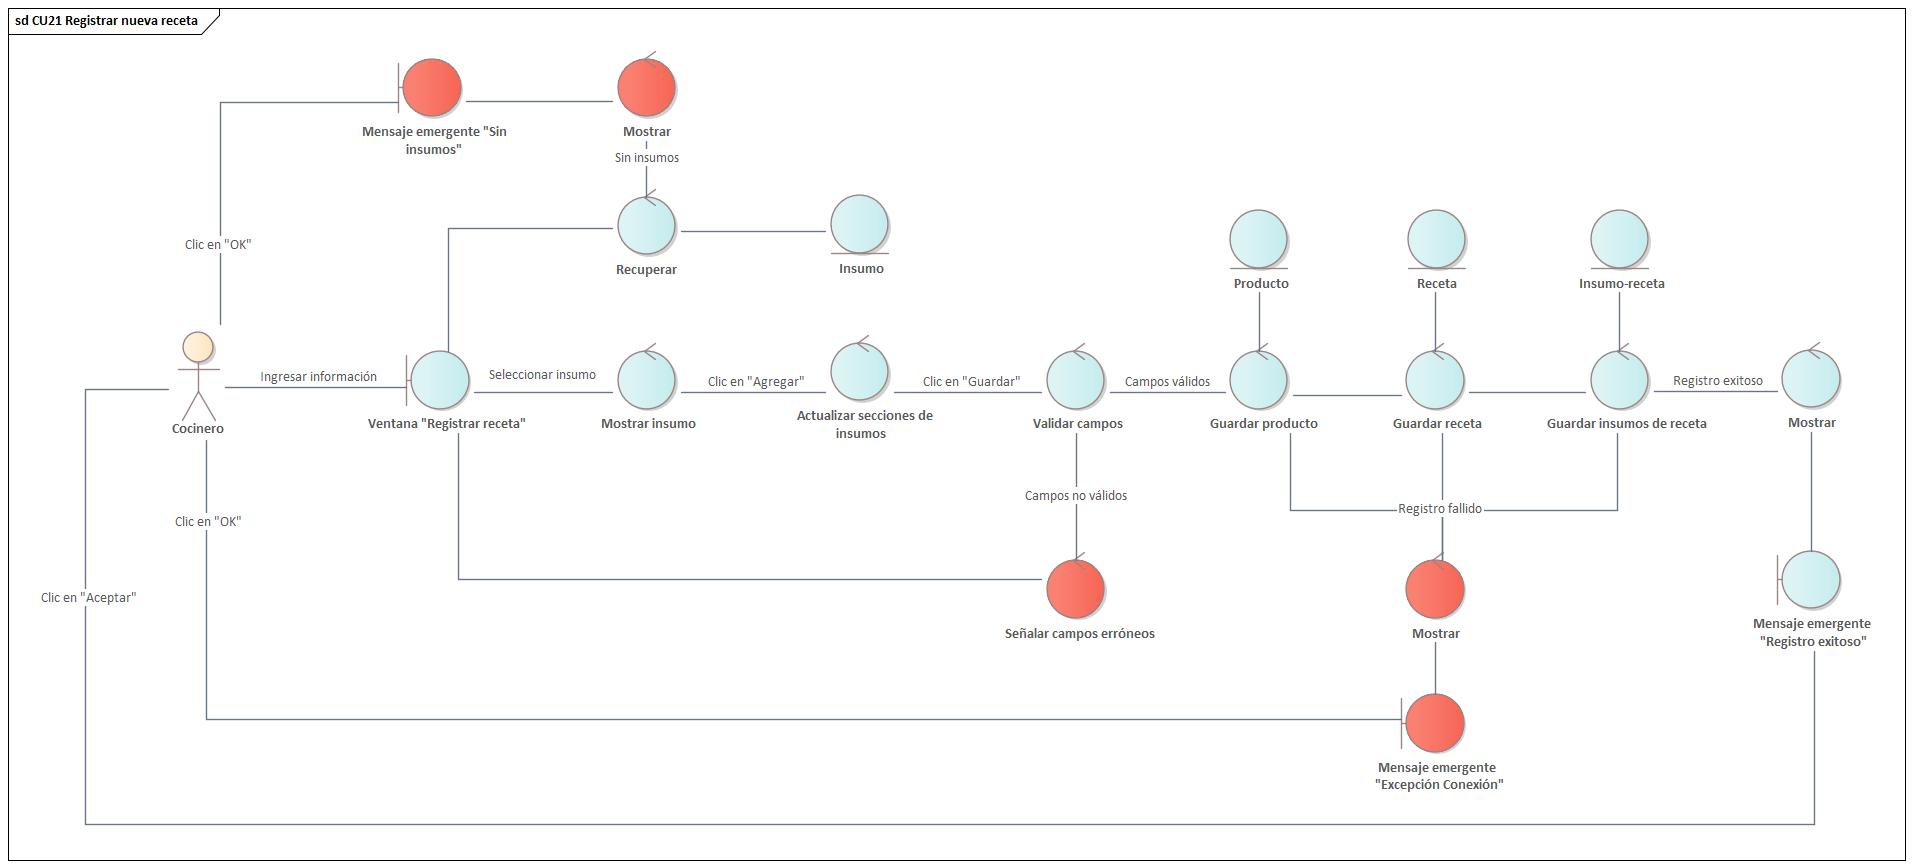 sd CU21 Registrar nueva receta
Mensaje emergente "Sin
insumos"
Mostrar
Sin insumos
Clic en "OK"
Recuperar
Insumo
Producto
Receta
Insumo-receta
Ingresar información
Seleccionar insumo
Clic en "Agregar"
Clic en "Guardar"
Campos válidos
Registro exitoso
Cocinero
Ventana "Registrar receta"
Mostrar insumo
Actualizar secciones de
insumos
Validar campos
Guardar producto
Guardar receta
Guardar insumos de receta
Mostrar
Campos no válidos
Registro fallido
Clic en "OK"
Clic en "Aceptar"
Señalar campos erróneos
Mostrar
Mensaje emergente
"Registro exitoso"
Mensaje emergente
"Excepción Conexión"